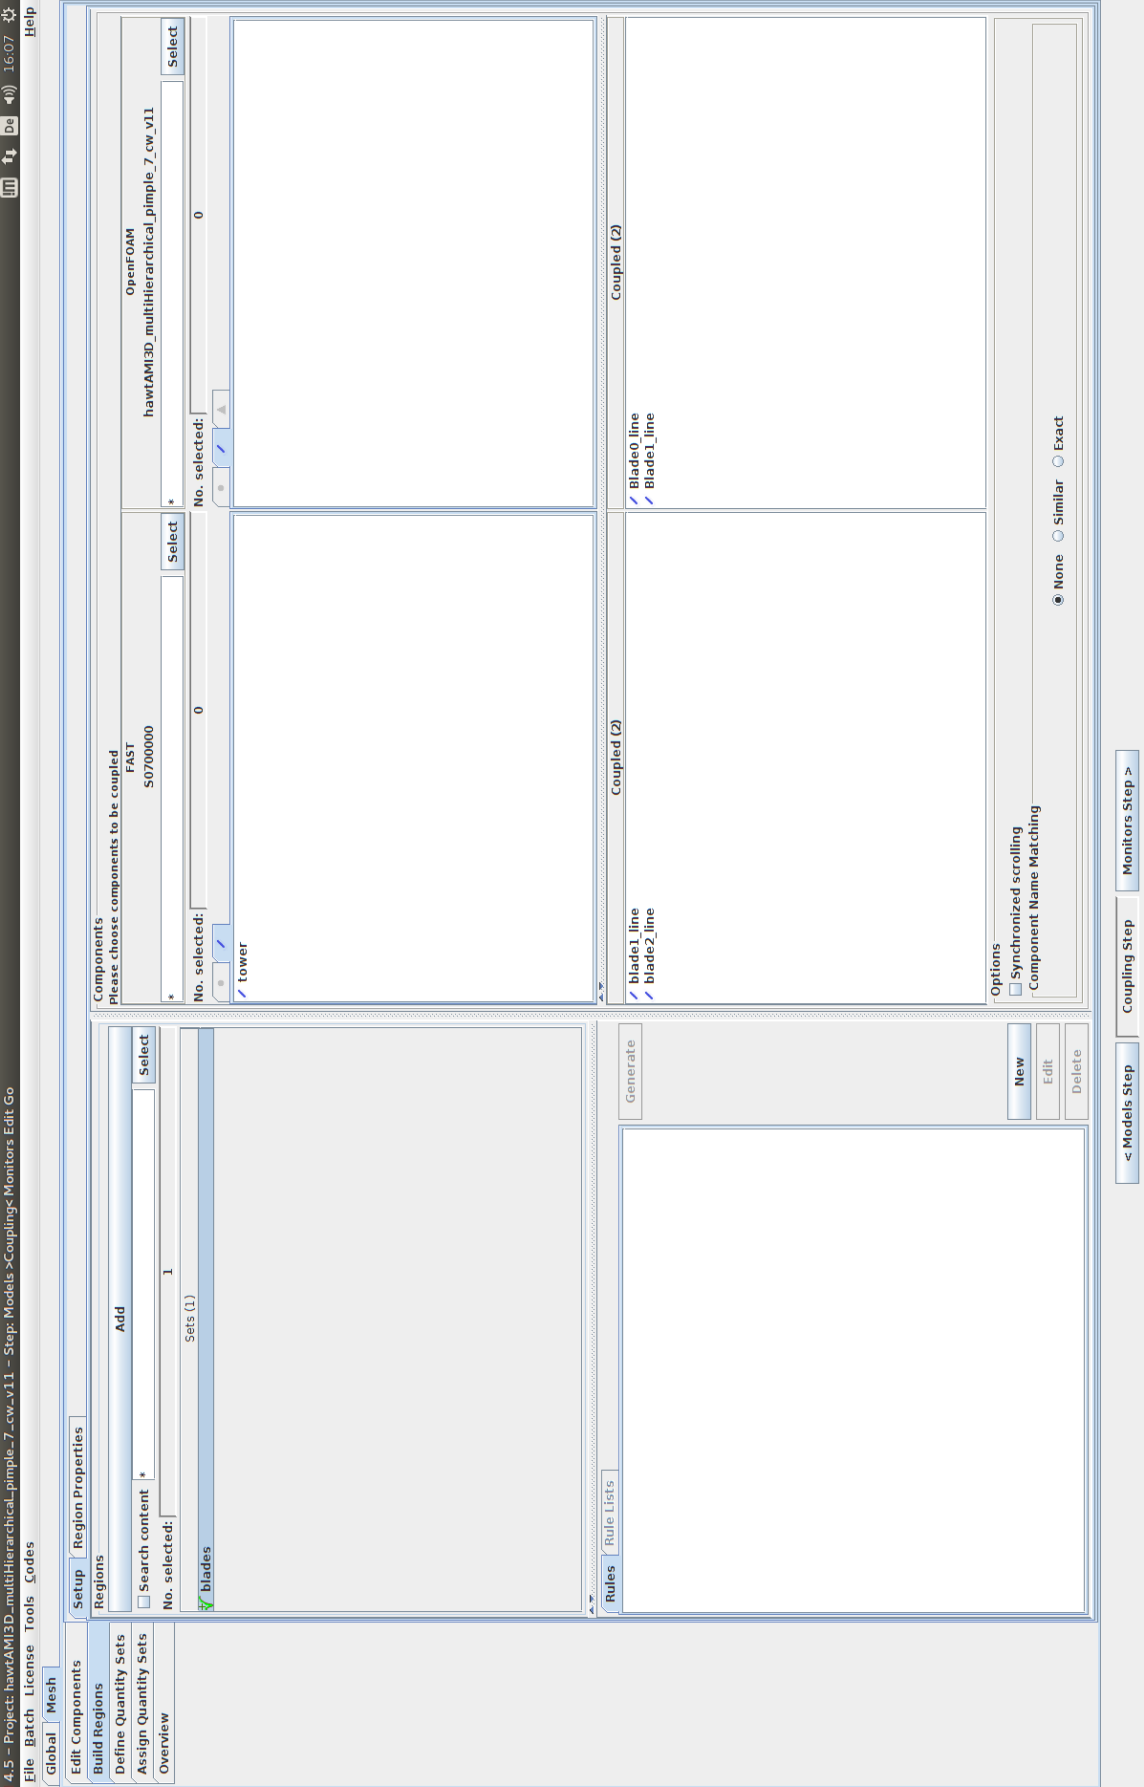 4.5 – Project: hawtAMI3D_multiHierarchical_pimple_7_cw_v11 – Step: Models >Coupling< Monitors Edit Go
De
16:07
File Batch License Tools Codes
Help
Global Mesh
Edit Components
Build Regions
Define Quantity Sets
Assign Quantity Sets
Overview
Setup Region Properties
Regions
Add
Search content * Select
No. selected: 1
Sets (1)
blades
Rules Rule Lists
Generate
New
Edit
Delete
Components
Please choose components to be coupled
FAST
S0700000
* Select
No. selected: 0
tower
OpenFOAM
hawtAMI3D_multiHierarchical_pimple_7_cw_v11
* Select
No. selected: 0
Coupled (2)
blade1_line
blade2_line
Coupled (2)
Blade0_line
Blade1_line
Options
Synchronized scrolling
Component Name Matching
None Similar Exact
< Models Step Coupling Step Monitors Step >